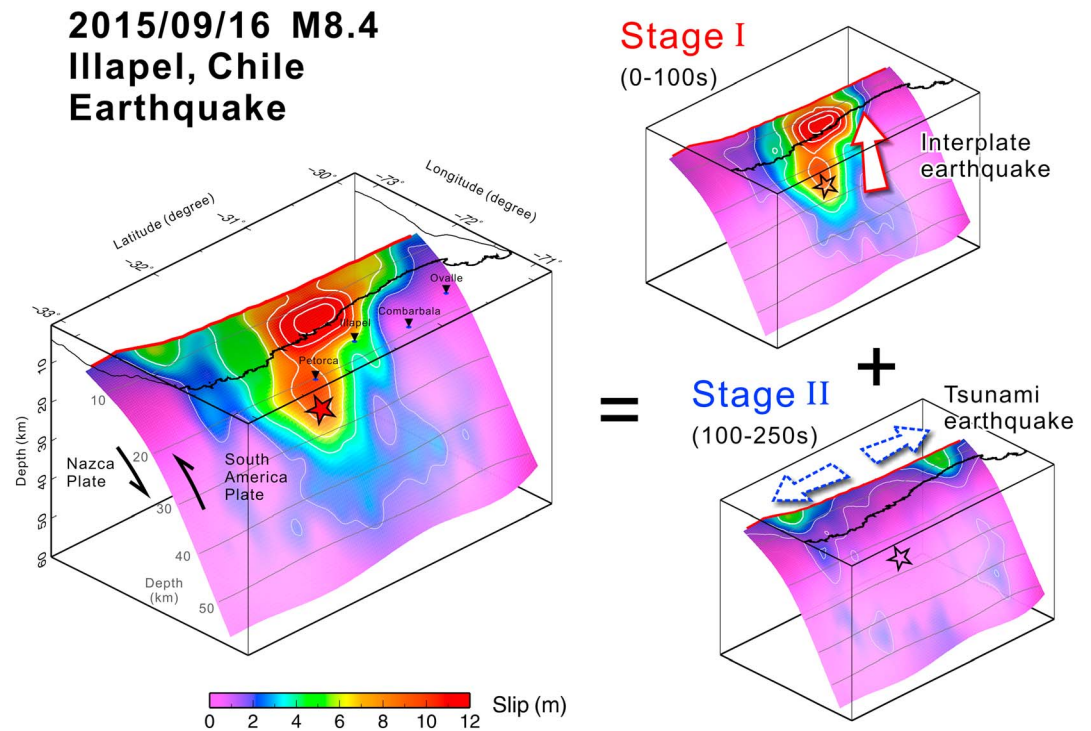 2015/09/16 M8.4
Illapel, Chile
Earthquake
Stage I
(0-100s)
Interplate
earthquake
Latitude (degree)
Longitude (degree)
-30°
-73°
-31°
-72°
-32°
-71°
-33°
Ovalle
Combarbala
Illapel
Petorca
10
20
30
40
50
60
Depth (km)
10
20
30
40
50
Depth
(km)
Nazca
Plate
South
America
Plate
=
+
Stage II
(100-250s)
Tsunami
earthquake
0 2 4 6 8 10 12
Slip (m)